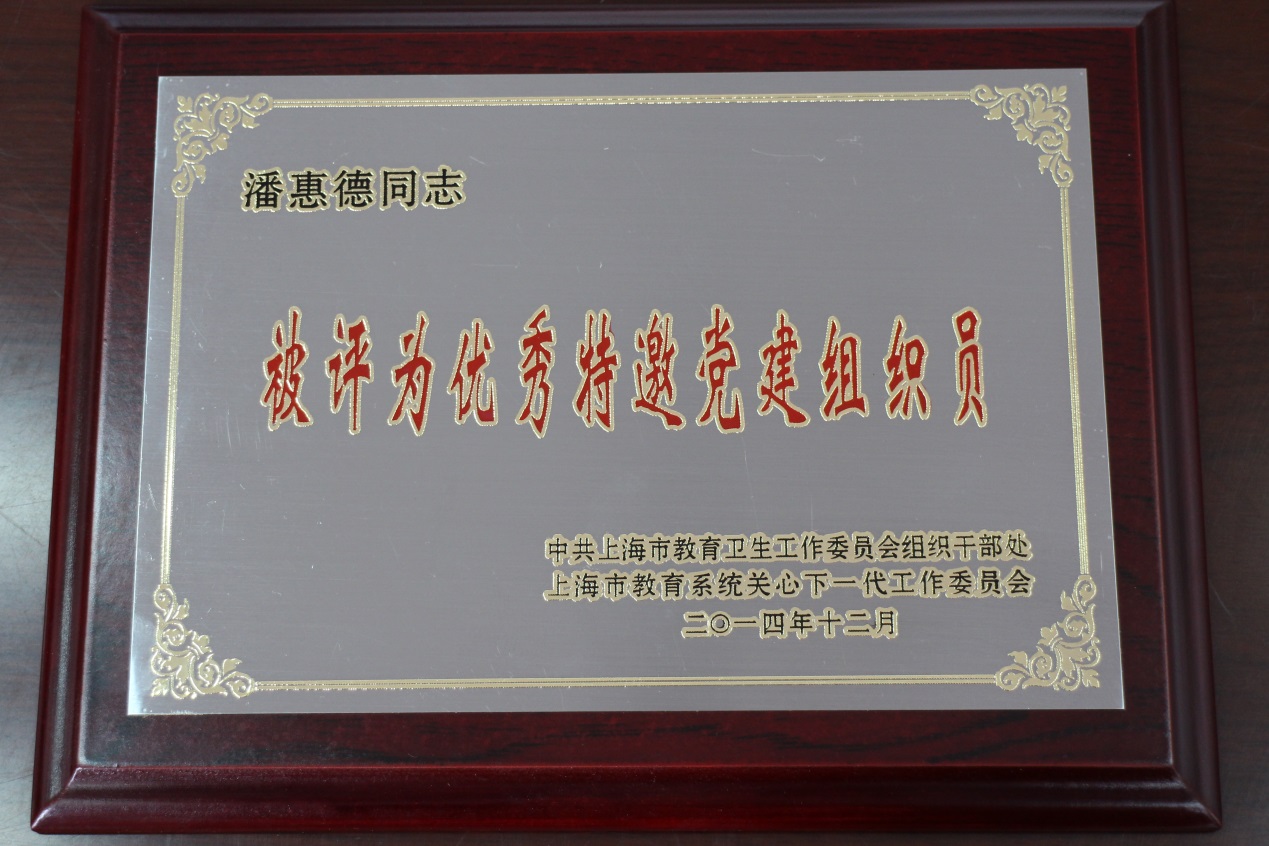 潘惠德同志
被评为优秀特邀党建组织员
中共上海市教育卫生工作委员会组织干部处
上海市教育系统关心下一代工作委员会
二〇一四年十二月